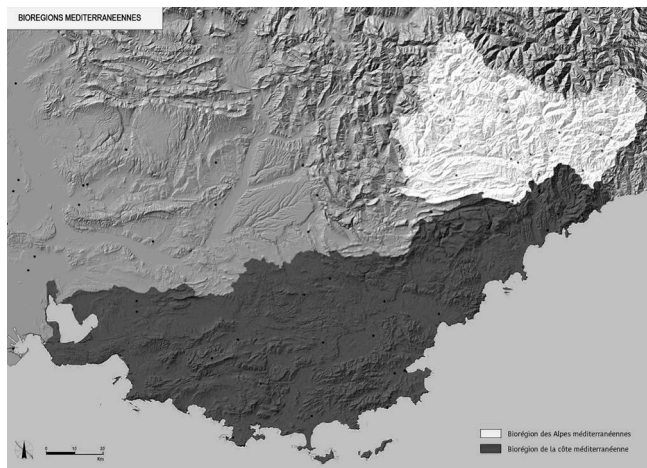 BIOREGIONS MEDITERRANEENNES
0 10 20
Km
Biorégion des Alpes méditerranéennes
Biorégion de la côte méditerranéenne